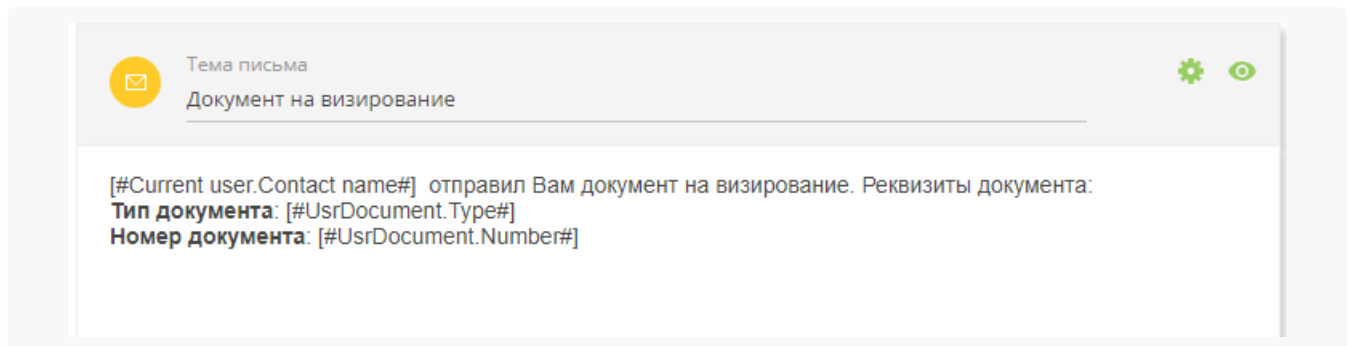 Тема письма
Документ на визирование
[#Current user.Contact name#]  отправил Вам документ на визирование. Реквизиты документа:
Тип документа: [#UsrDocument.Type#]
Номер документа: [#UsrDocument.Number#]